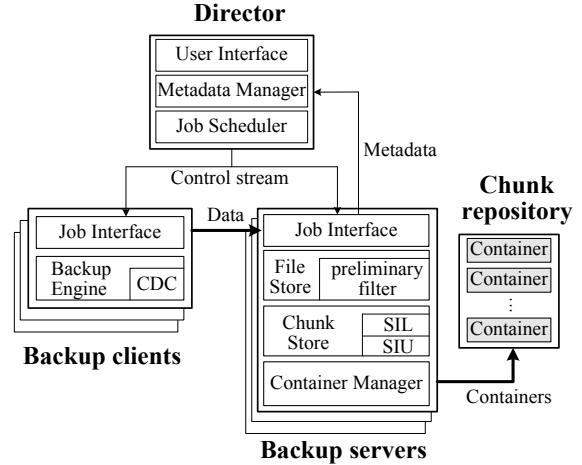 Director
User Interface
Metadata Manager
Job Scheduler
Metadata
Control stream
Data
Job Interface
Backup
Engine
CDC
Backup clients
Job Interface
File
Store
preliminary
filter
Chunk
Store
SIL
SIU
Container Manager
Backup servers
Chunk
repository
Container
Container
...
Container
Containers